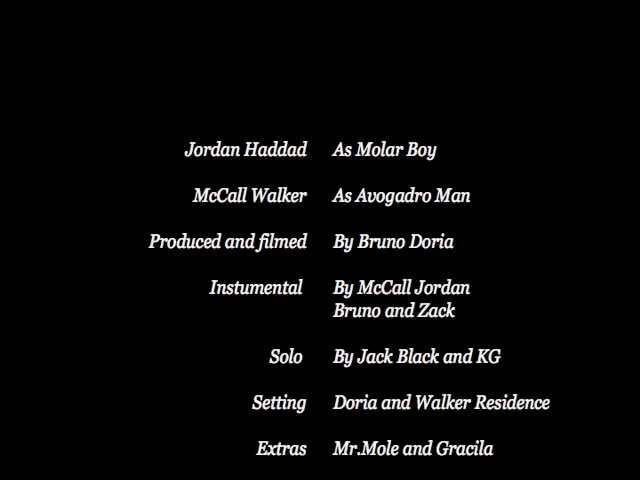 Jordan Haddad As Molar Boy
McCall Walker As Avogadro Man
Produced and filmed By Bruno Doria
Instumental By McCall Jordan
Bruno and Zack
Solo By Jack Black and KG
Setting Doria and Walker Residence
Extras Mr.Mole and Gracila